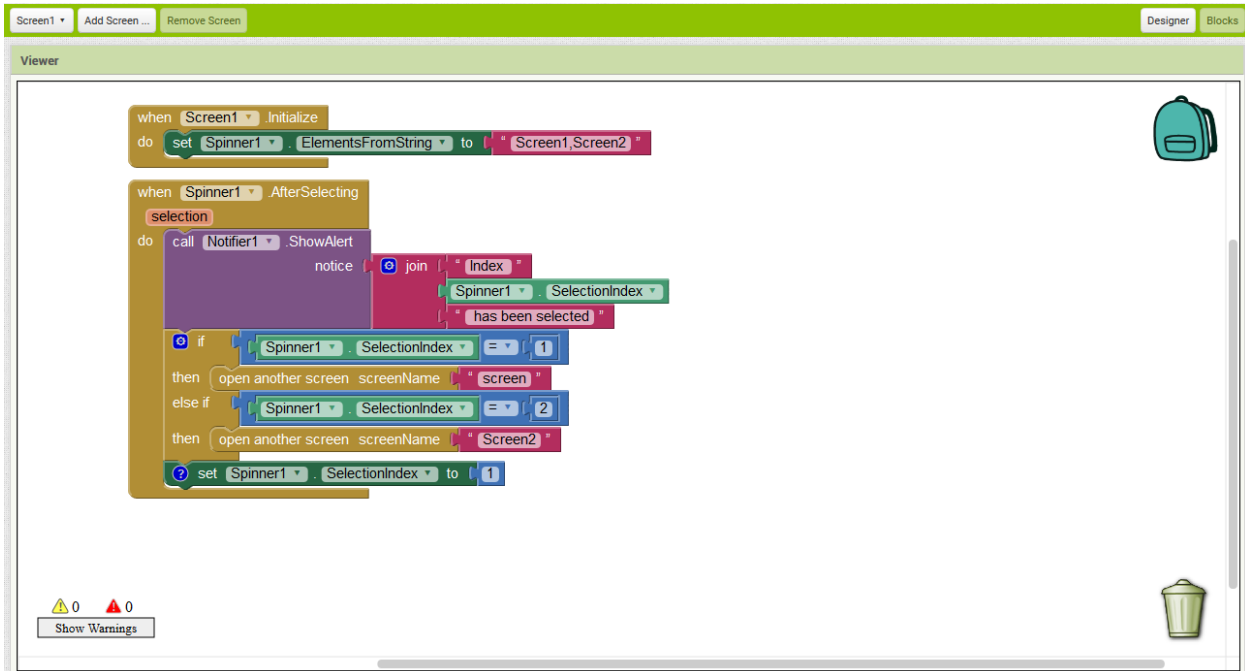 Screen1 ▾ Add Screen ... Remove Screen Designer Blocks
Viewer
when Screen1 .Initialize
do set Spinner1 . ElementsFromString to " Screen1,Screen2 "
when Spinner1 .AfterSelecting
selection
do call Notifier1 .ShowAlert
notice join " Index "
Spinner1 . SelectionIndex
" has been selected "
if Spinner1 . SelectionIndex = 1
then open another screen screenName " screen "
else if Spinner1 . SelectionIndex = 2
then open another screen screenName " Screen2 "
? set Spinner1 . SelectionIndex to 1
0 0
Show Warnings